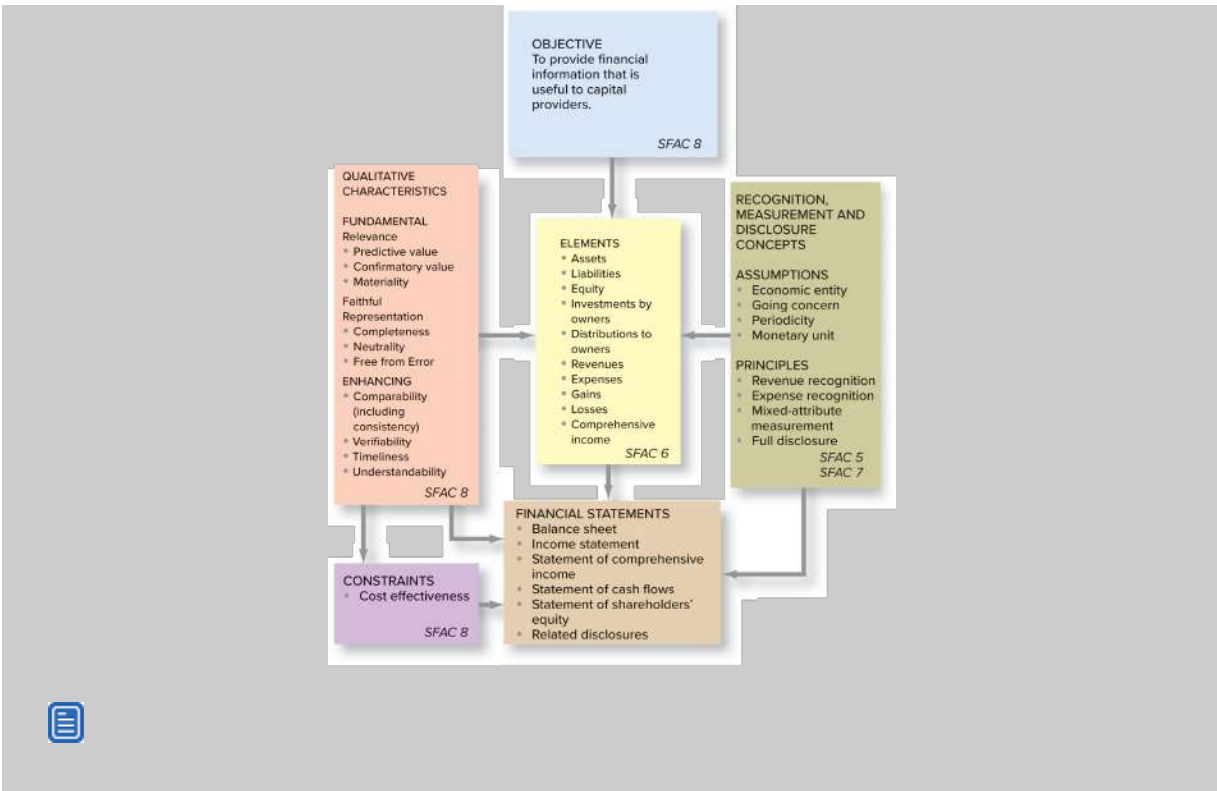 OBJECTIVE
To provide financial
information that is
useful to capital
providers.
SFAC 8
QUALITATIVE
CHARACTERISTICS
FUNDAMENTAL
Relevance
• Predictive value
• Confirmatory value
• Materiality
Faithful
Representation
• Completeness
• Neutrality
• Free from Error
ENHANCING
• Comparability
(including
consistency)
• Verifiability
• Timeliness
• Understandability
SFAC 8
ELEMENTS
• Assets
• Liabilities
• Equity
• Investments by
owners
• Distributions to
owners
• Revenues
• Expenses
• Gains
• Losses
• Comprehensive
income
SFAC 6
RECOGNITION,
MEASUREMENT AND
DISCLOSURE
CONCEPTS
ASSUMPTIONS
• Economic entity
• Going concern
• Periodicity
• Monetary unit
PRINCIPLES
• Revenue recognition
• Expense recognition
• Mixed-attribute
measurement
• Full disclosure
SFAC 5
SFAC 7
CONSTRAINTS
• Cost effectiveness
SFAC 8
FINANCIAL STATEMENTS
• Balance sheet
• Income statement
• Statement of comprehensive
income
• Statement of cash flows
• Statement of shareholders'
equity
• Related disclosures